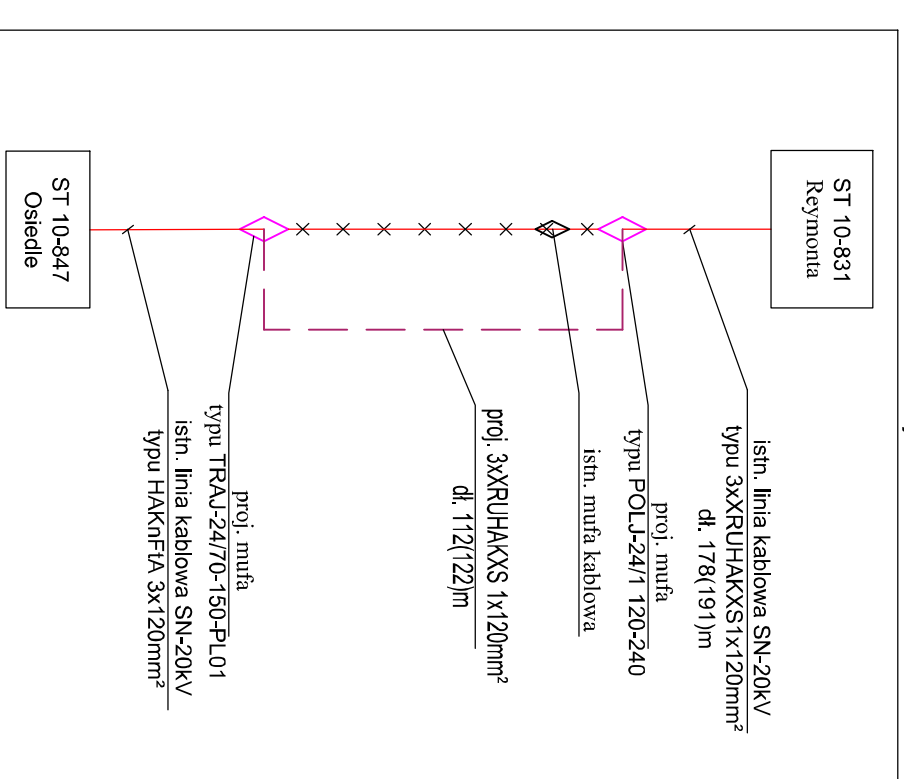 ST 10-831
Reymonta
istn. linia kablowa SN-20kV
typu 3xXRUHAKXS1x120mm²
dł. 178(191)m
proj. mufa
typu POLJ-24/1 120-240
istn. mufa kablowa
proj. 3xXRUHAKXS 1x120mm²
dł. 112(122)m
proj. mufa
typu TRAJ-24/70-150-PL01
istn. linia kablowa SN-20kV
typu HAKnFtA 3x120mm²
ST 10-847
Osiedle